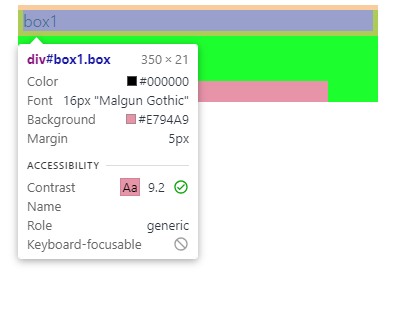 box1
div#box1.box 350 × 21
Color #000000
Font 16px "Malgun Gothic"
Background #E794A9
Margin 5px
ACCESSIBILITY
Contrast Aa 9.2
Name
Role generic
Keyboard-focusable